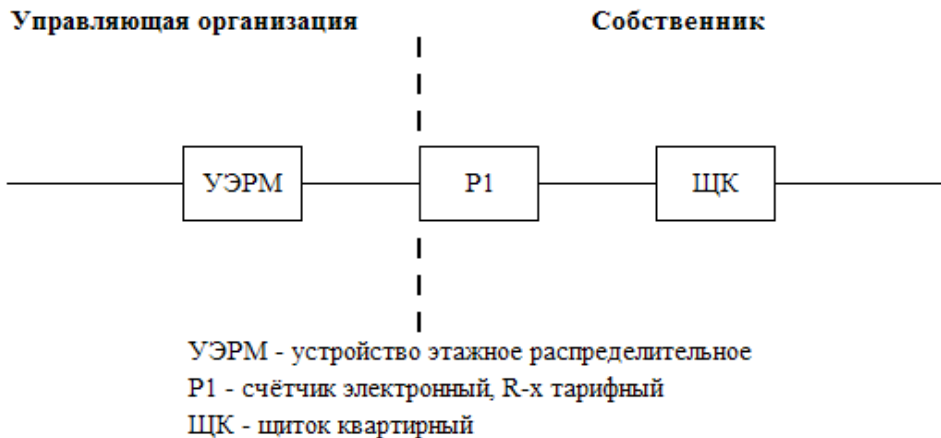 Управляющая организация Собственник
УЭРМ Р1 ЩК
УЭРМ - устройство этажное распределительное
Р1 - счётчик электронный, R-х тарифный
ЩК - щиток квартирный